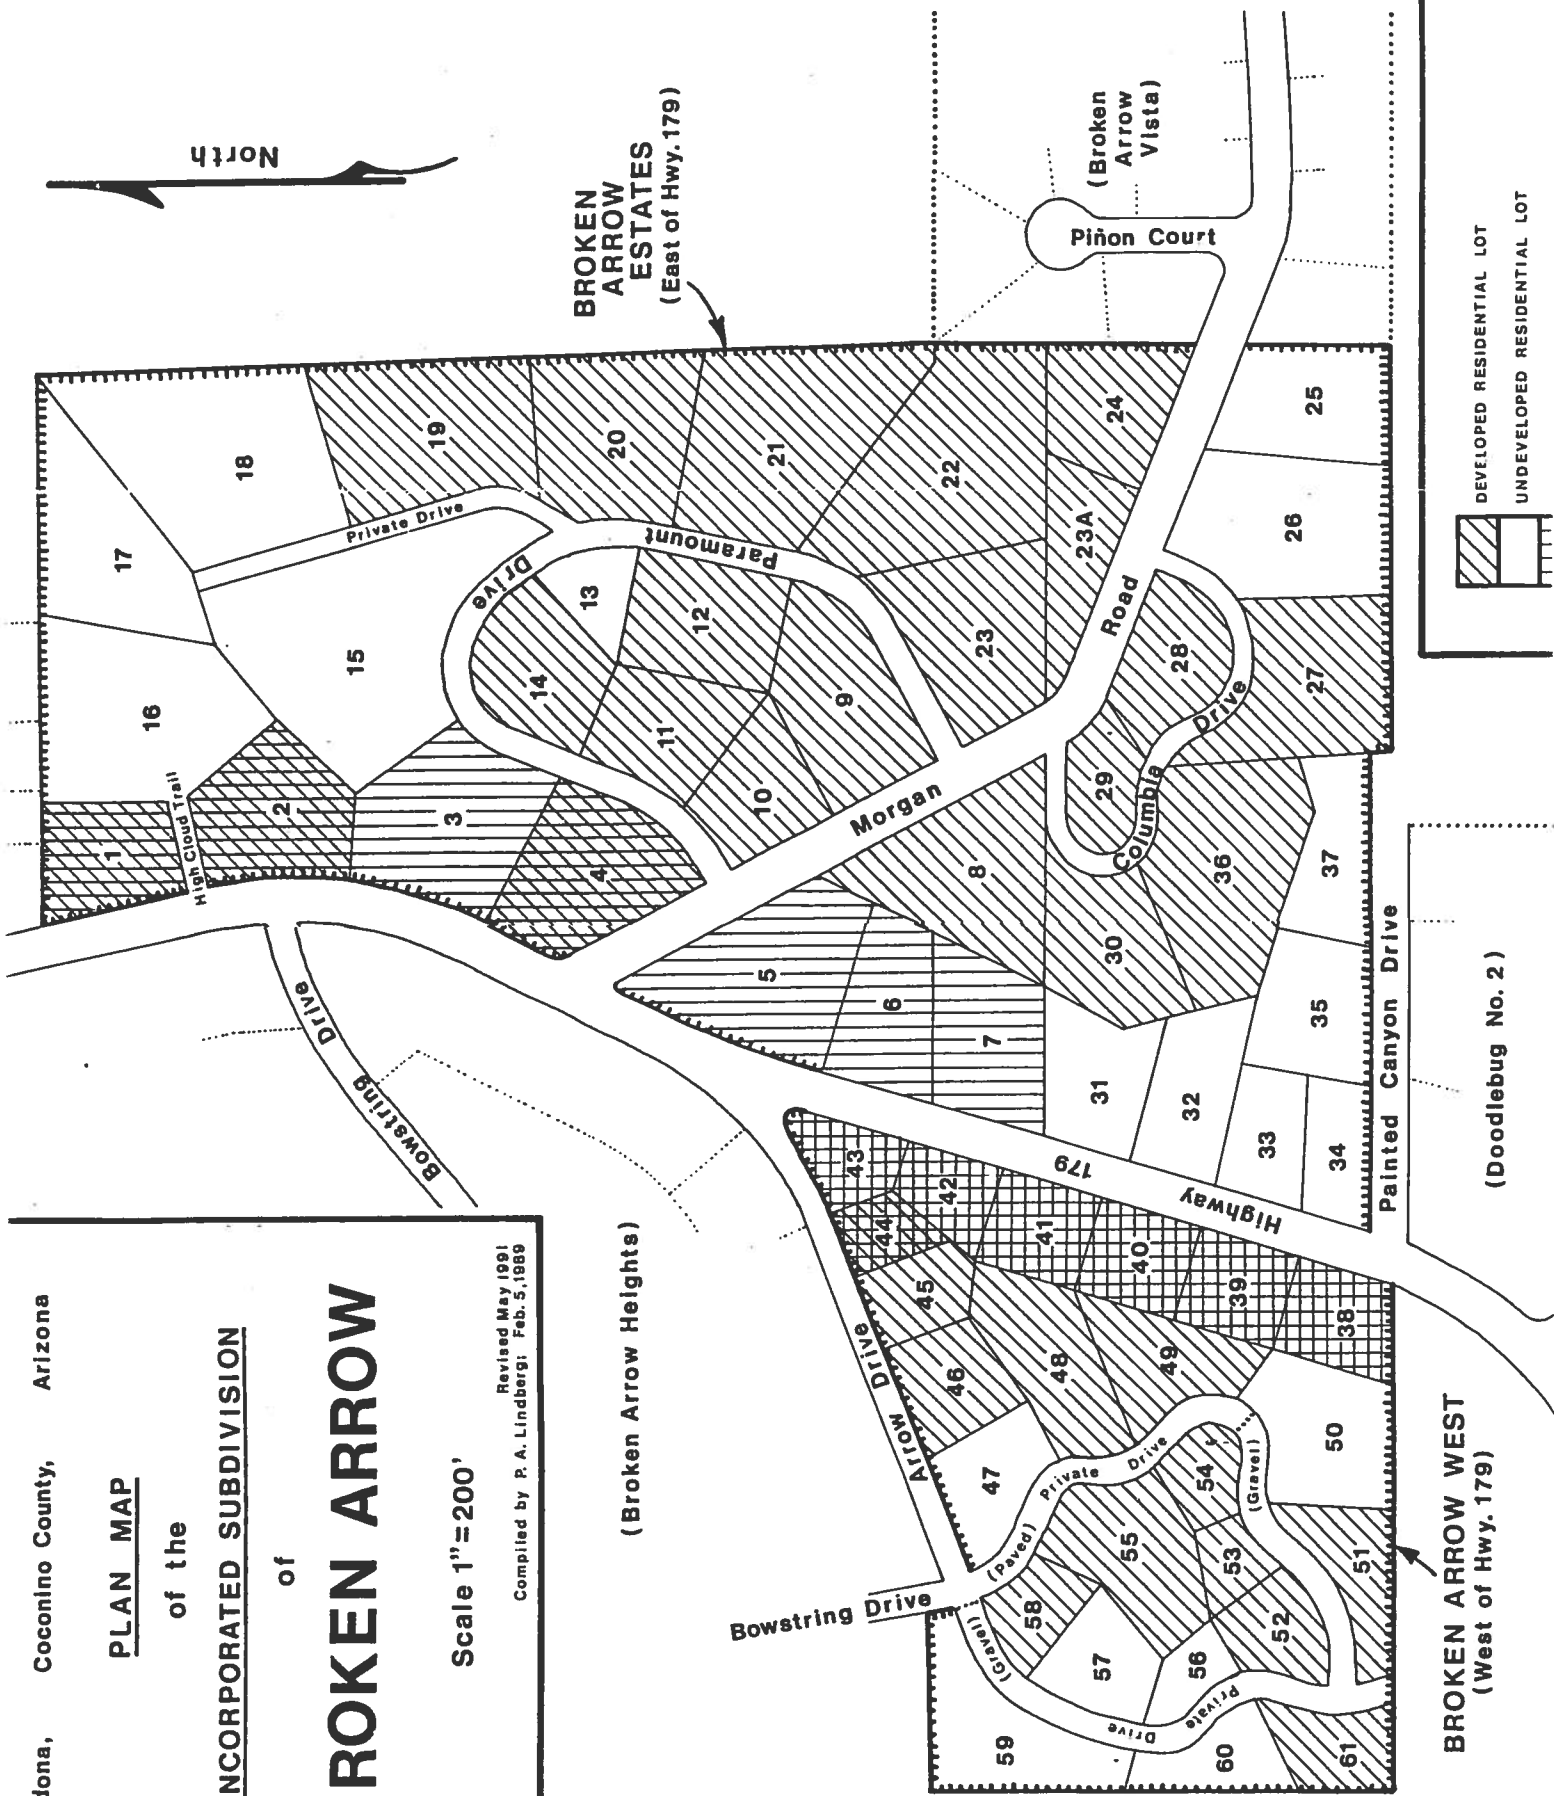 dona, Coconino County, Arizona
PLAN MAP
of the
NCORPORATED SUBDIVISION
of
ROKEN ARROW
Scale 1"=200'
Revised May 1991
Compiled by P. A. Lindberg; Feb. 5, 1989
North
BROKEN
ARROW
ESTATES
(East of Hwy. 179)
(Broken
Arrow
Vista)
Piñon Court
17
18
19
20
21
22
24
25
26
23A
23
16
15
Private Drive
Paramount
Drive
13
12
14
11
9
10
High Cloud Trail
1
2
3
4
Morgan
Road
28
27
29
Columbia
Drive
8
30
36
37
5
6
7
31
32
33
34
35
Painted Canyon Drive
(Doodlebug No. 2)
Bowstring
Drive
Highway
179
43
42
44
41
40
39
38
45
46
48
49
47
50
Arrow Drive
(Broken Arrow Heights)
Bowstring Drive
(Paved)
Private
Drive
(Gravel)
54
55
53
51
52
58
57
56
(Gravel)
Drive
Private
59
60
61
BROKEN ARROW WEST
(West of Hwy. 179)
DEVELOPED RESIDENTIAL LOT
UNDEVELOPED RESIDENTIAL LOT